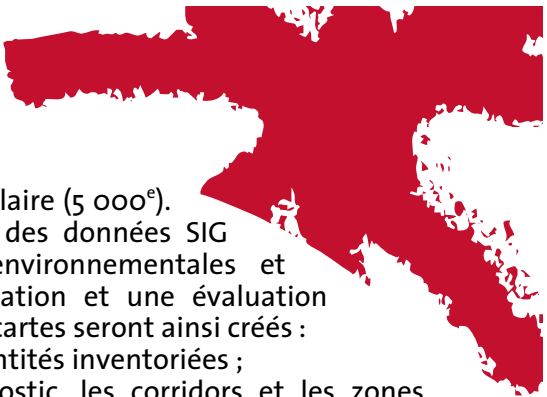 laire (5 000ᵉ).
des données SIG
environnementales et
ation et une évaluation
cartes seront ainsi créés :
ntités inventoriées ;
ostic, les corridors et les zones